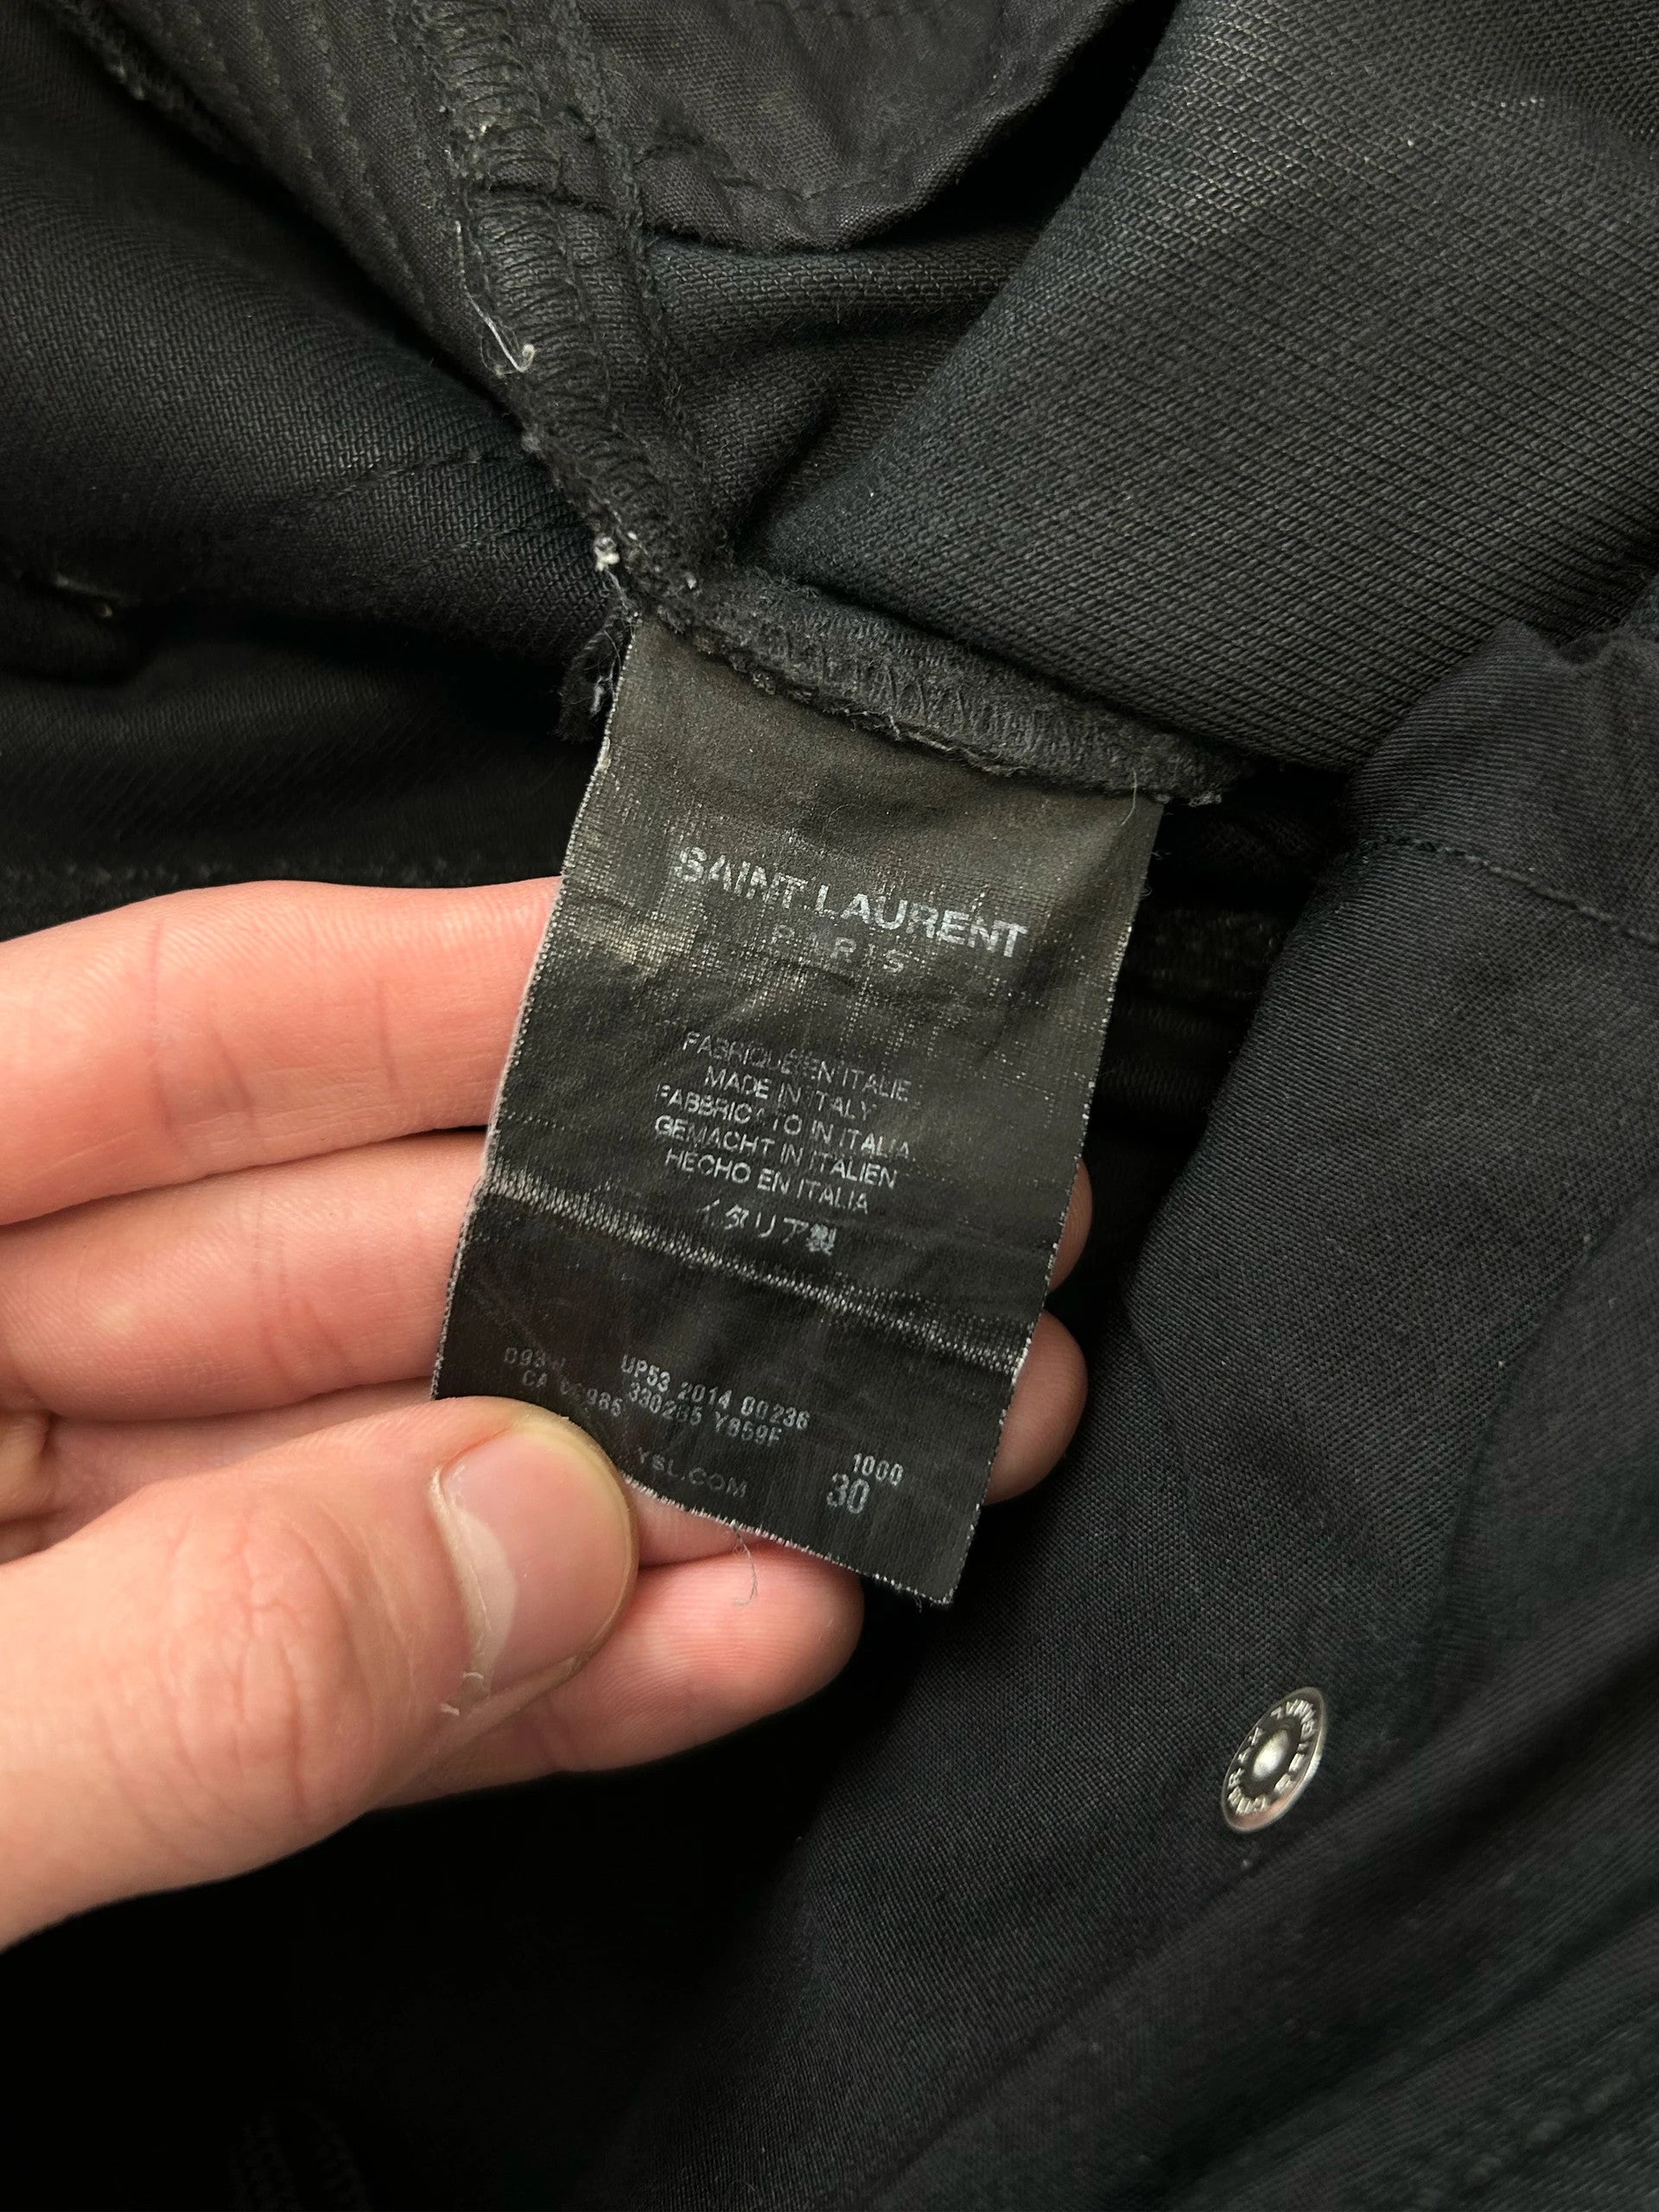 SAINT LAURENT
PARIS
FABRIQUÉ EN ITALIE
MADE IN ITALY
FABBRICATO IN ITALIA
GEMACHT IN ITALIEN
HECHO EN ITALIA
イタリア製
UP53 2014 00236
CA 330285 Y859F
1000
YSL.COM 30